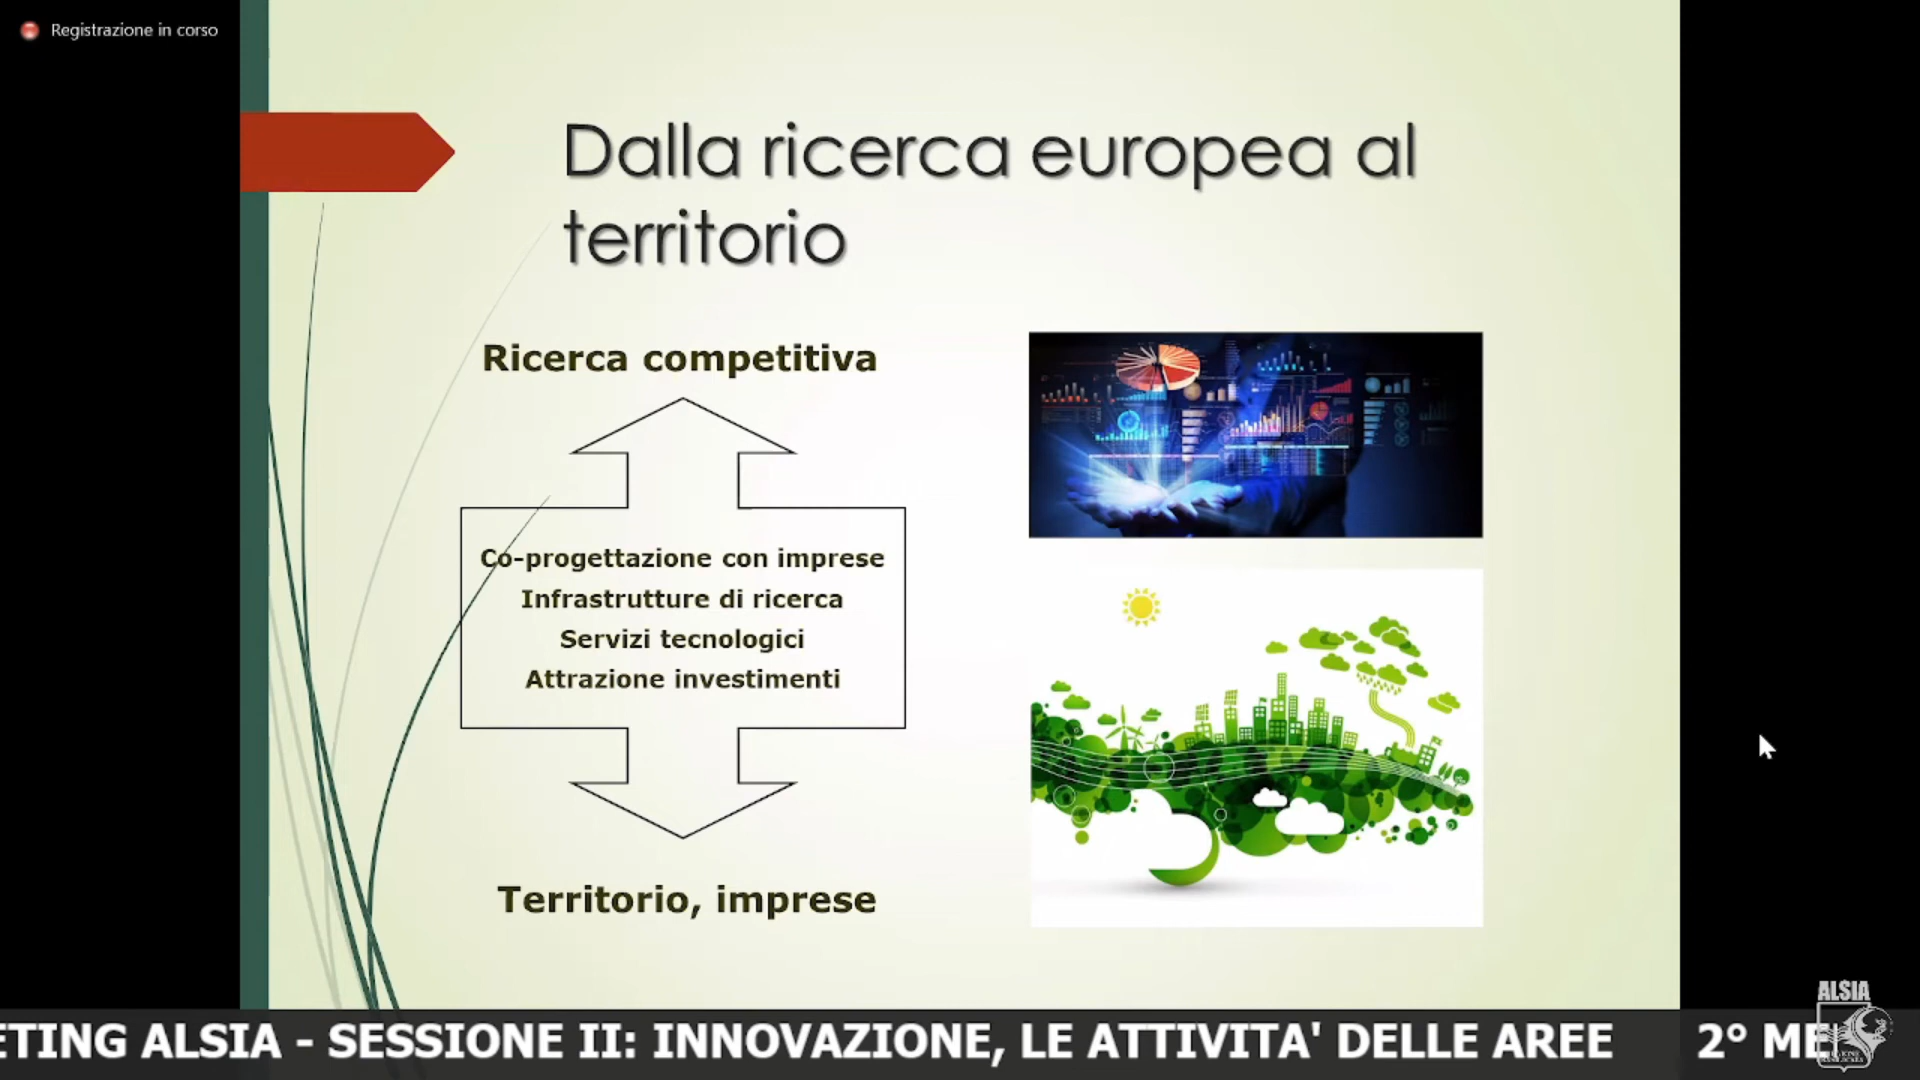 Registrazione in corso
Dalla ricerca europea al
territorio
Ricerca competitiva
Co-progettazione con imprese
Infrastrutture di ricerca
Servizi tecnologici
Attrazione investimenti
Territorio, imprese
ALSIA
ETING ALSIA - SESSIONE II: INNOVAZIONE, LE ATTIVITA' DELLE AREE 2° ME